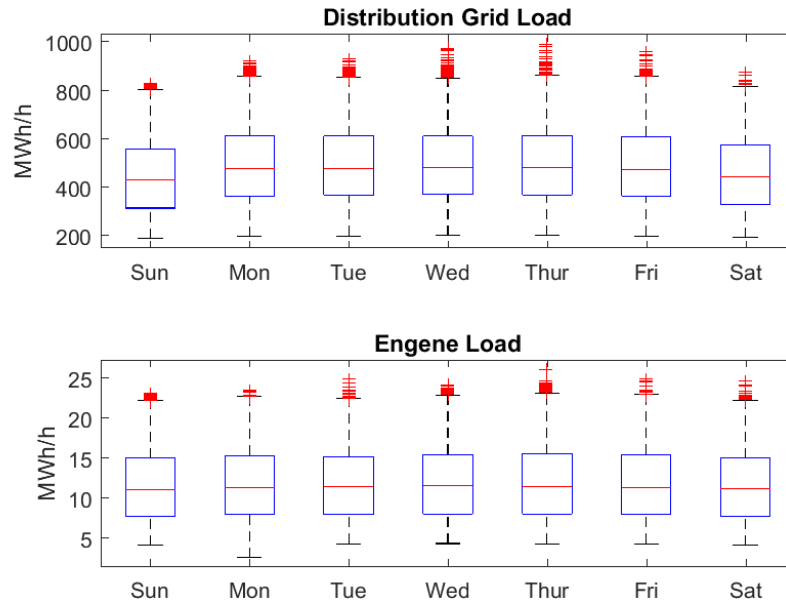 Distribution Grid Load
1000
800
600
400
200
MWh/h
Sun Mon Tue Wed Thur Fri Sat
Engene Load
25
20
15
10
5
MWh/h
Sun Mon Tue Wed Thur Fri Sat